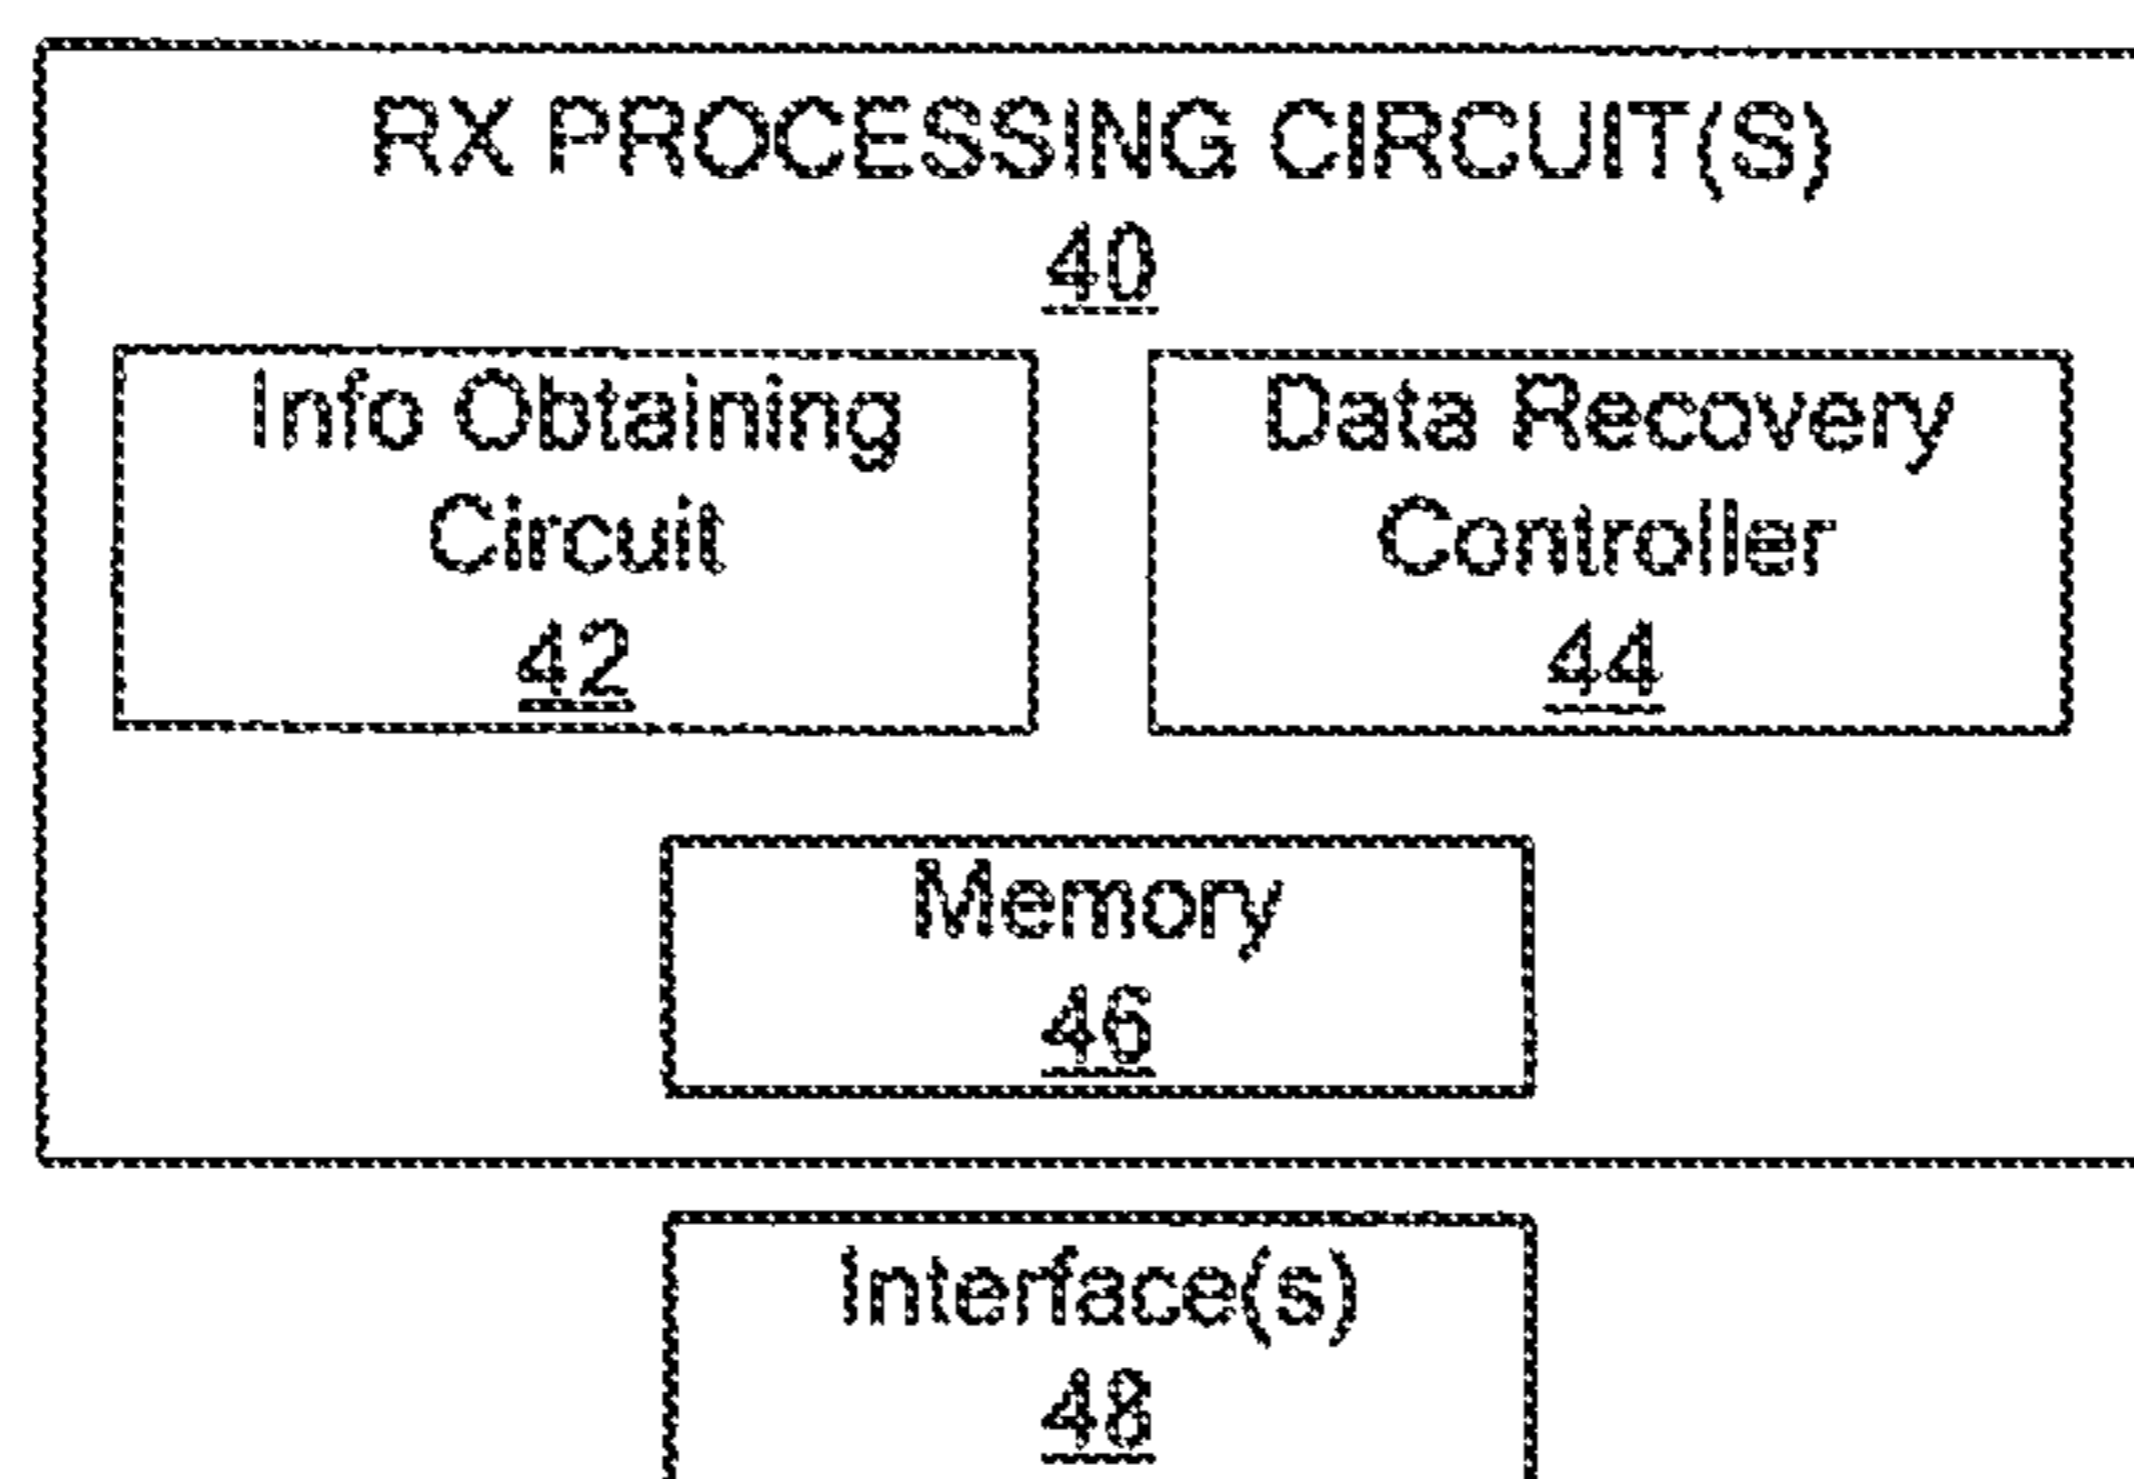 RX PROCESSING CIRCUIT(S)
40
Info Obtaining
Circuit
42
Data Recovery
Controller
44
Memory
46
Interface(s)
48